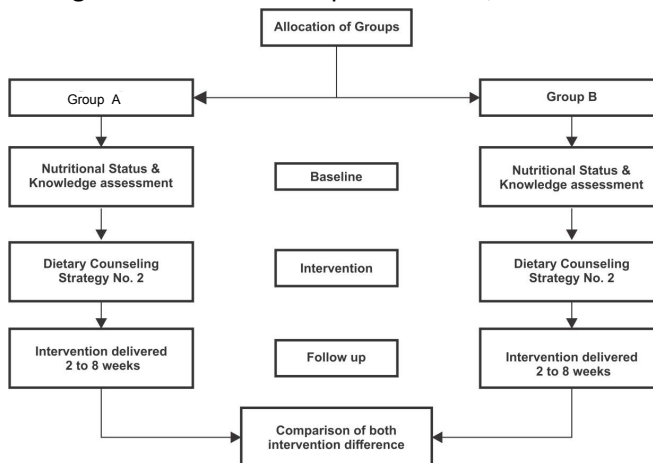 Allocation of Groups
Group A
Group B
Nutritional Status &
Knowledge assessment
Baseline
Nutritional Status &
Knowledge assessment
Dietary Counseling
Strategy No. 2
Intervention
Dietary Counseling
Strategy No. 2
Intervention delivered
2 to 8 weeks
Follow up
Intervention delivered
2 to 8 weeks
Comparison of both
intervention difference